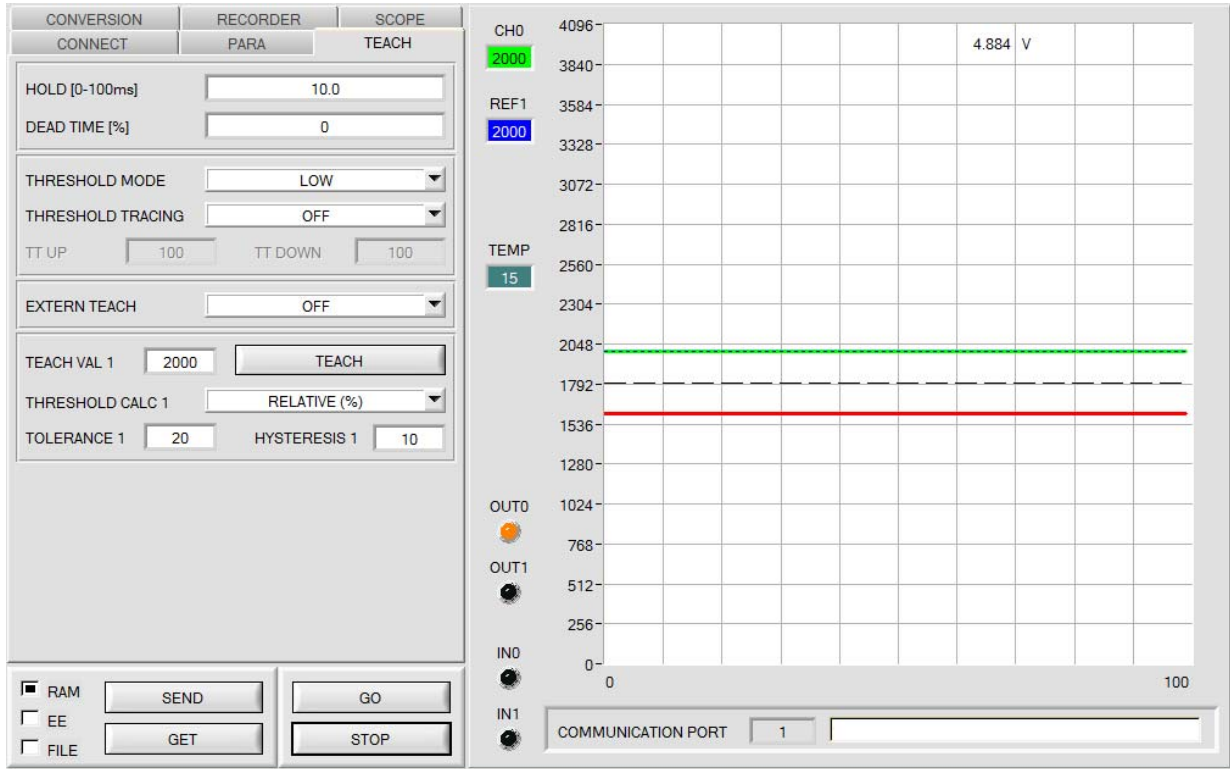 CONVERSION RECORDER SCOPE
CONNECT PARA TEACH
HOLD [0-100ms] 10.0
DEAD TIME [%] 0
THRESHOLD MODE LOW
THRESHOLD TRACING OFF
TT UP 100 TT DOWN 100
EXTERN TEACH OFF
TEACH VAL 1 2000 TEACH
THRESHOLD CALC 1 RELATIVE (%)
TOLERANCE 1 20 HYSTERESIS 1 10
RAM SEND GO
EE
FILE GET STOP
CH0
2000
REF1
2000
TEMP
15
OUT0
OUT1
IN0
IN1
4.884 V
4096
3840
3584
3328
3072
2816
2560
2304
2048
1792
1536
1280
1024
768
512
256
0
0 100
COMMUNICATION PORT 1